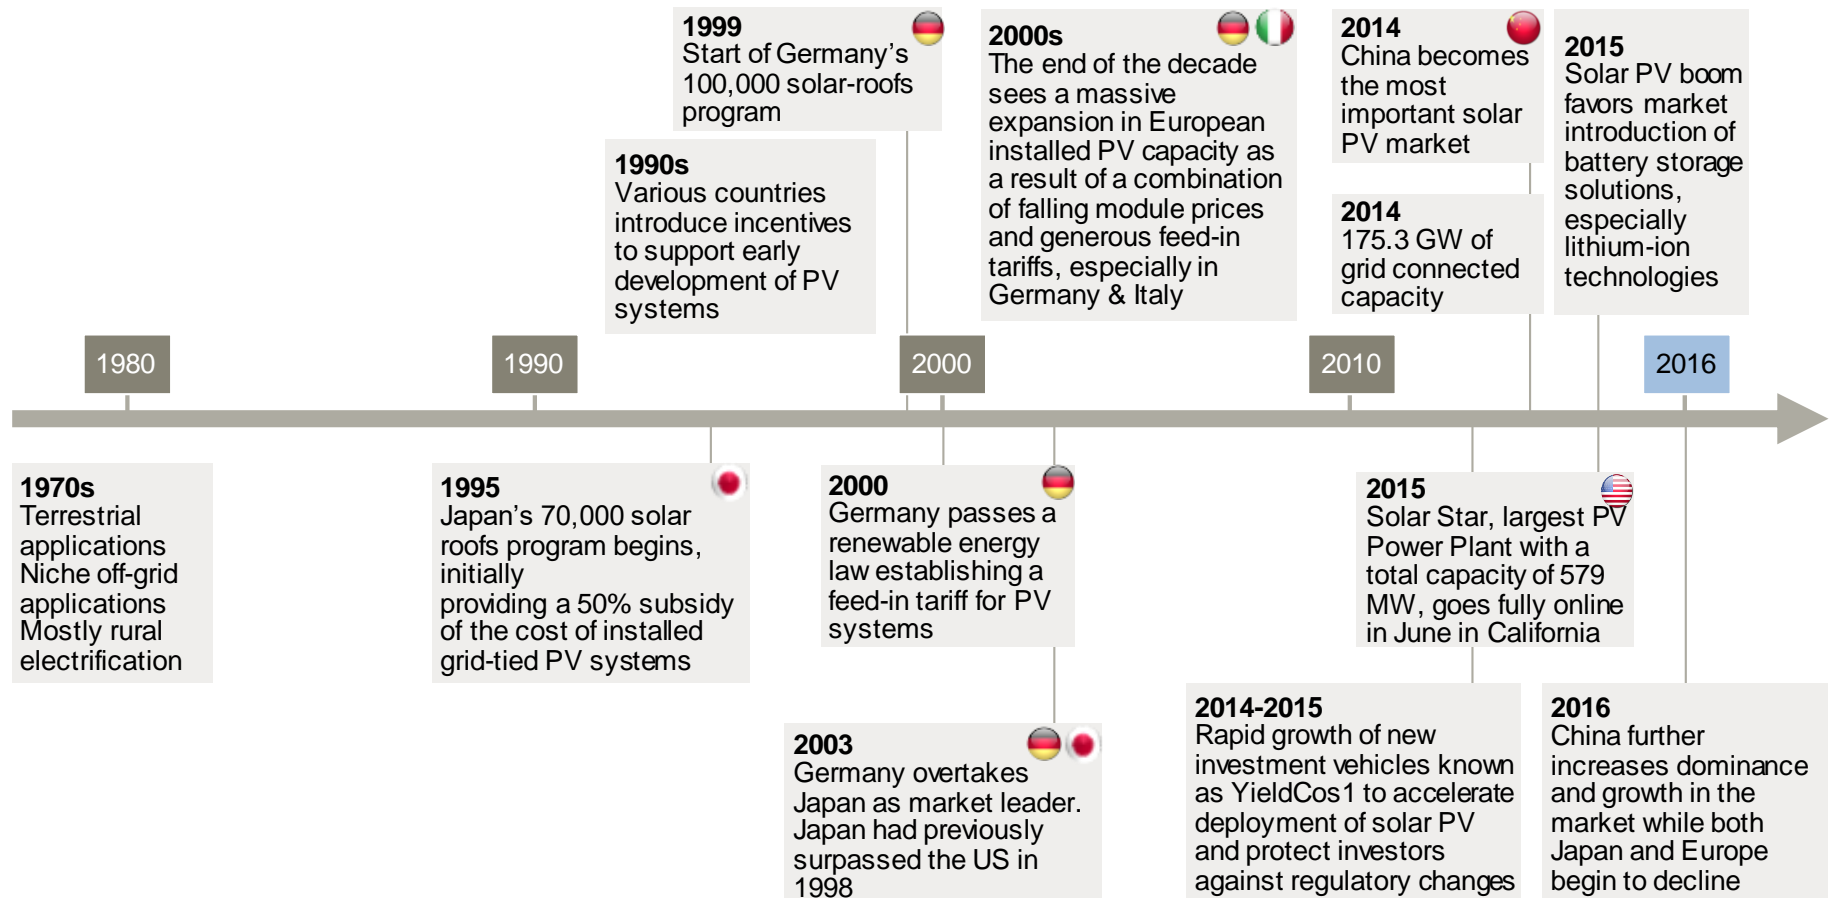 1999
Start of Germany's
100,000 solar-roofs
program
1990s
Various countries
introduce incentives
to support early
development of PV
systems
2000s
The end of the decade
sees a massive
expansion in European
installed PV capacity as
a result of a combination
of falling module prices
and generous feed-in
tariffs, especially in
Germany & Italy
2014
China becomes
the most
important solar
PV market
2014
175.3 GW of
grid connected
capacity
2015
Solar PV boom
favors market
introduction of
battery storage
solutions,
especially
lithium-ion
technologies
1980
1990
2000
2010
2016
1970s
Terrestrial
applications
Niche off-grid
applications
Mostly rural
electrification
1995
Japan's 70,000 solar
roofs program begins,
initially
providing a 50% subsidy
of the cost of installed
grid-tied PV systems
2000
Germany passes a
renewable energy
law establishing a
feed-in tariff for PV
systems
2003
Germany overtakes
Japan as market leader.
Japan had previously
surpassed the US in
1998
2015
Solar Star, largest PV
Power Plant with a
total capacity of 579
MW, goes fully online
in June in California
2014-2015
Rapid growth of new
investment vehicles known
as YieldCos1 to accelerate
deployment of solar PV
and protect investors
against regulatory changes
2016
China further
increases dominance
and growth in the
market while both
Japan and Europe
begin to decline